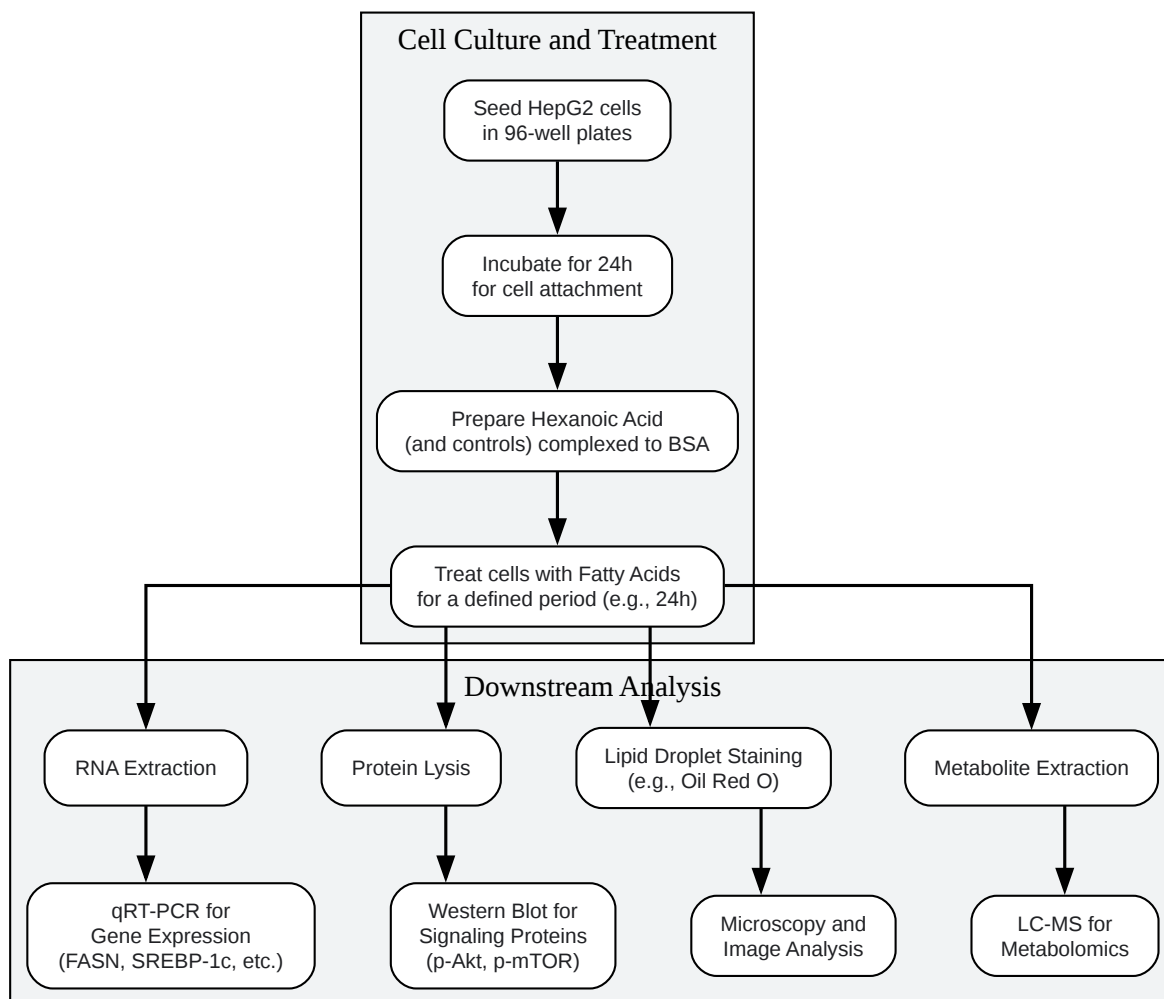 Cell Culture and Treatment
Seed HepG2 cells
in 96-well plates
Incubate for 24h
for cell attachment
Prepare Hexanoic Acid
(and controls) complexed to BSA
Treat cells with Fatty Acids
for a defined period (e.g., 24h)
Downstream Analysis
RNA Extraction
Protein Lysis
Lipid Droplet Staining
(e.g., Oil Red O)
Metabolite Extraction
qRT-PCR for
Gene Expression
(FASN, SREBP-1c, etc.)
Western Blot for
Signaling Proteins
(p-Akt, p-mTOR)
Microscopy and
Image Analysis
LC-MS for
Metabolomics